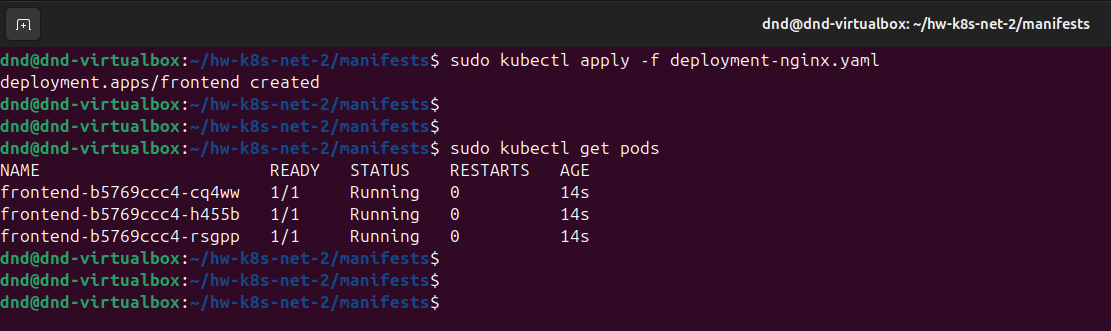 dnd@dnd-virtualbox: ~/hw-k8s-net-2/manifests
dnd@dnd-virtualbox:~/hw-k8s-net-2/manifests$ sudo kubectl apply -f deployment-nginx.yaml
deployment.apps/frontend created
dnd@dnd-virtualbox:~/hw-k8s-net-2/manifests$
dnd@dnd-virtualbox:~/hw-k8s-net-2/manifests$
dnd@dnd-virtualbox:~/hw-k8s-net-2/manifests$ sudo kubectl get pods
NAME                       READY   STATUS    RESTARTS   AGE
frontend-b5769ccc4-cq4ww   1/1     Running   0          14s
frontend-b5769ccc4-h455b   1/1     Running   0          14s
frontend-b5769ccc4-rsgpp   1/1     Running   0          14s
dnd@dnd-virtualbox:~/hw-k8s-net-2/manifests$
dnd@dnd-virtualbox:~/hw-k8s-net-2/manifests$
dnd@dnd-virtualbox:~/hw-k8s-net-2/manifests$